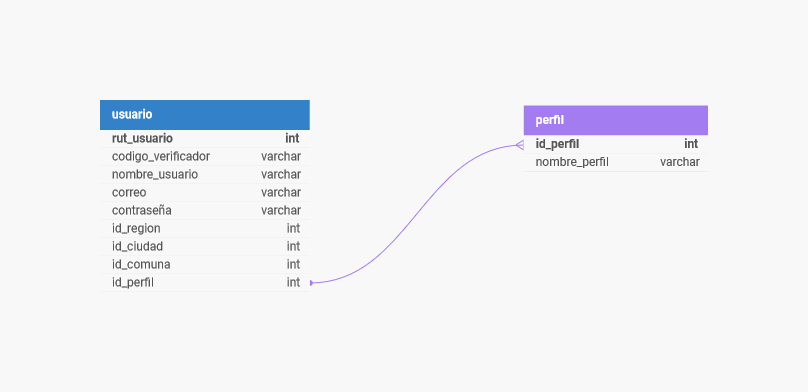 usuario
rut_usuario int
codigo_verificador varchar
nombre_usuario varchar
correo varchar
contraseña varchar
id_region int
id_ciudad int
id_comuna int
id_perfil int
perfil
id_perfil int
nombre_perfil varchar